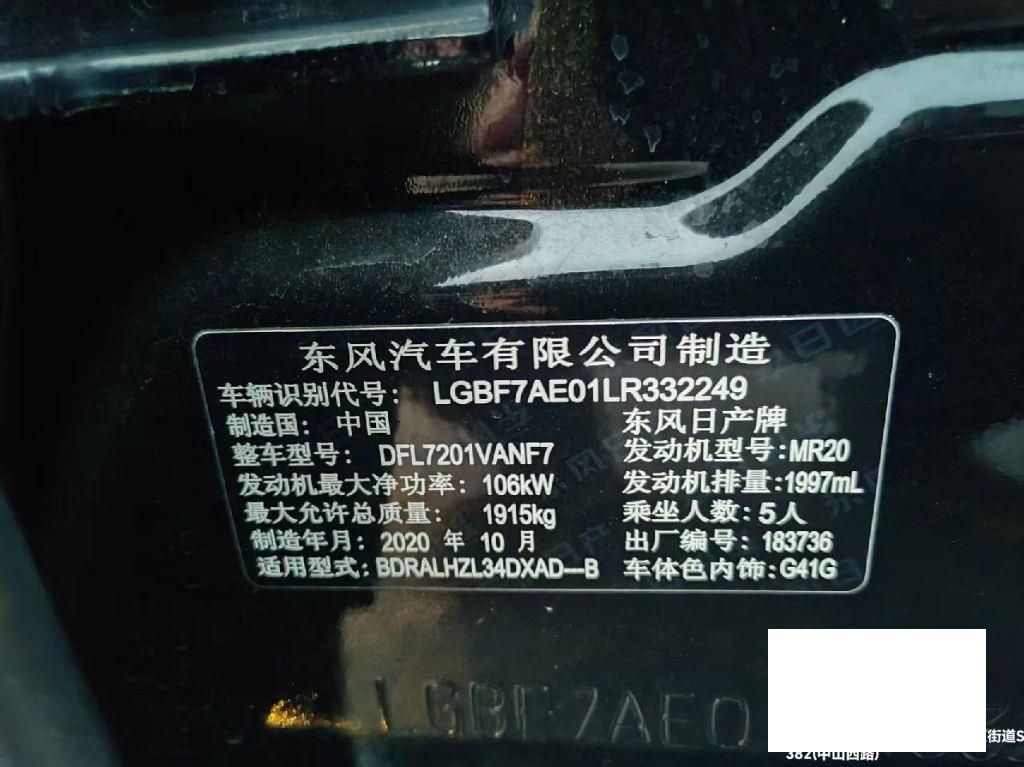 东风汽车有限公司制造
车辆识别代号： LGBF7AE01LR332249
制造国： 中国 东风日产牌
整车型号： DFL7201VANF7 发动机型号：MR20
发动机最大净功率： 106kW 发动机排量：1997mL
最大允许总质量： 1915kg 乘坐人数：5人
制造年月： 2020 年 10 月 出厂编号： 183736
适用型式：BDRALHZL34DXAD---B 车体色内饰：G41G
LGBF7AE0
街道S
382(中山西路)